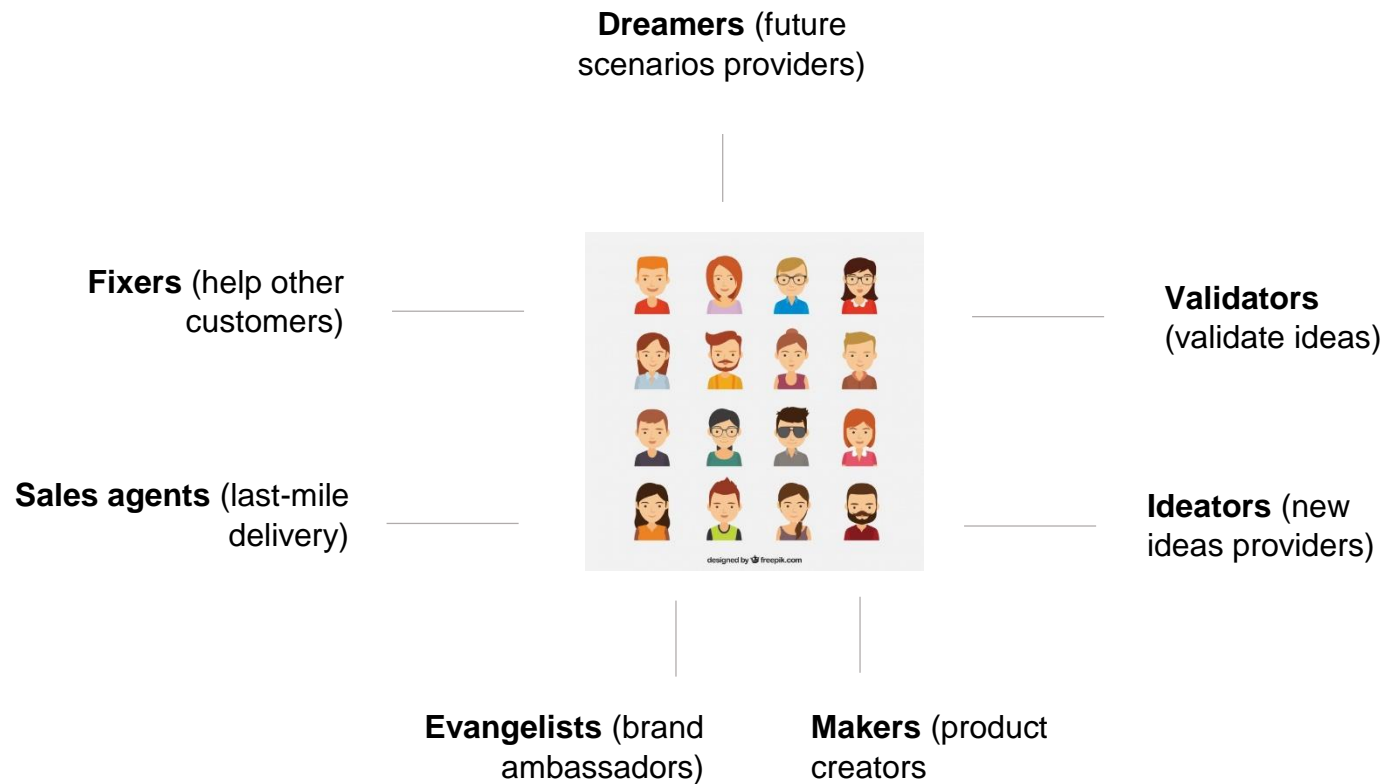 Dreamers (future
scenarios providers)
Fixers (help other
customers)
Validators
(validate ideas)
Sales agents (last-mile
delivery)
Ideators (new
ideas providers)
designed by freepik.com
Evangelists (brand
ambassadors)
Makers (product
creators